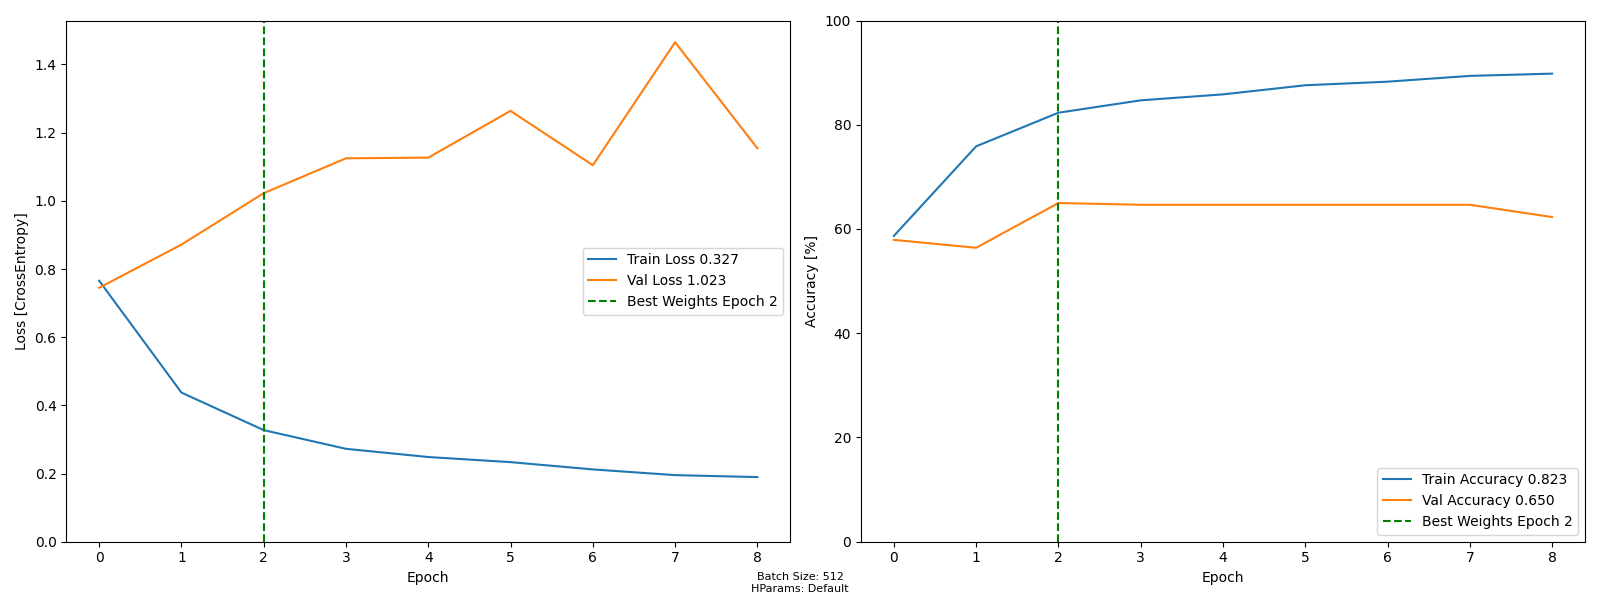 Loss [CrossEntropy]
1.4
1.2
1.0
0.8
0.6
0.4
0.2
0.0
0 1 2 3 4 5 6 7 8
Epoch
Train Loss 0.327
Val Loss 1.023
Best Weights Epoch 2
Accuracy [%]
100
80
60
40
20
0
0 1 2 3 4 5 6 7 8
Epoch
Train Accuracy 0.823
Val Accuracy 0.650
Best Weights Epoch 2
Batch Size: 512
HParams: Default